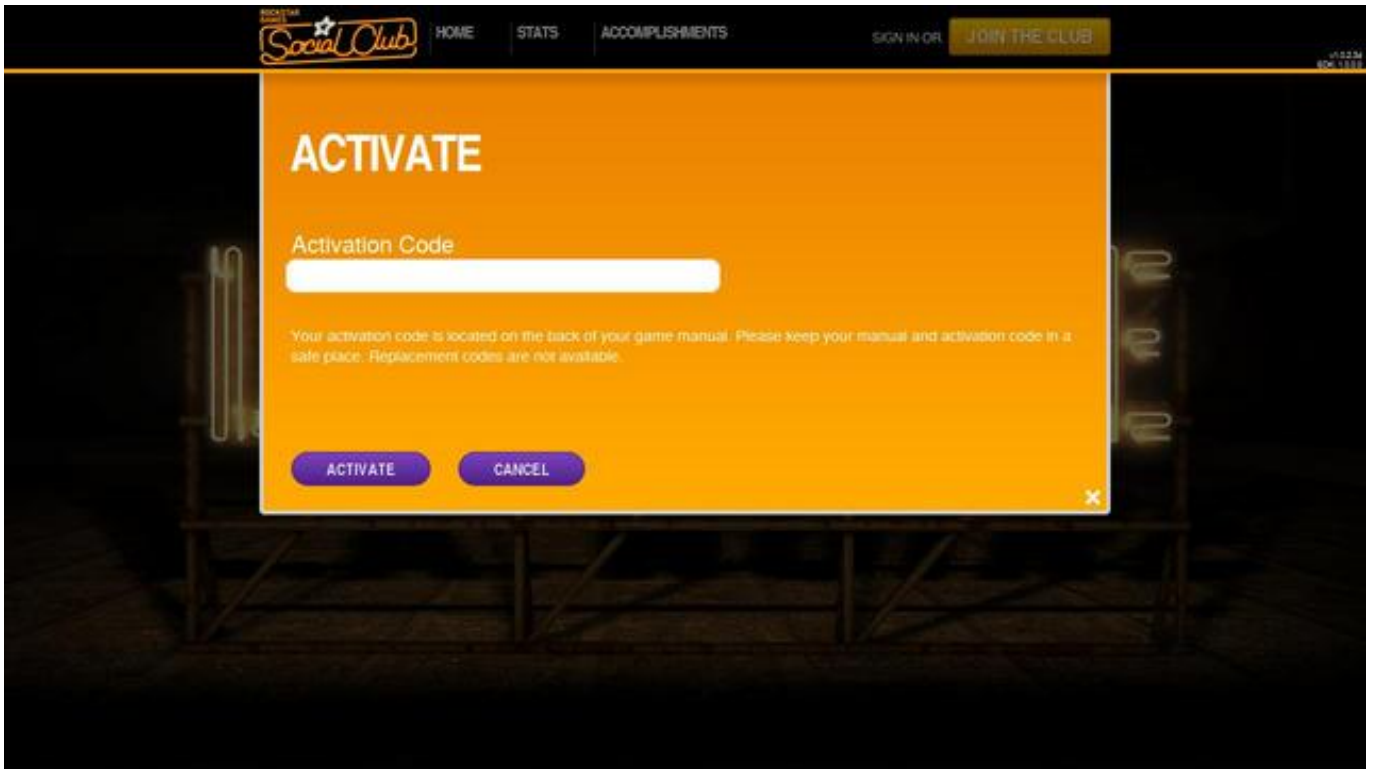 ROCKSTAR
GAMES
Social Club
HOME STATS ACCOMPLISHMENTS SIGN IN OR JOIN THE CLUB
ACTIVATE
Activation Code
Your activation code is located on the back of your game manual. Please keep your manual and activation code in a
safe place. Replacement codes are not available.
ACTIVATE CANCEL